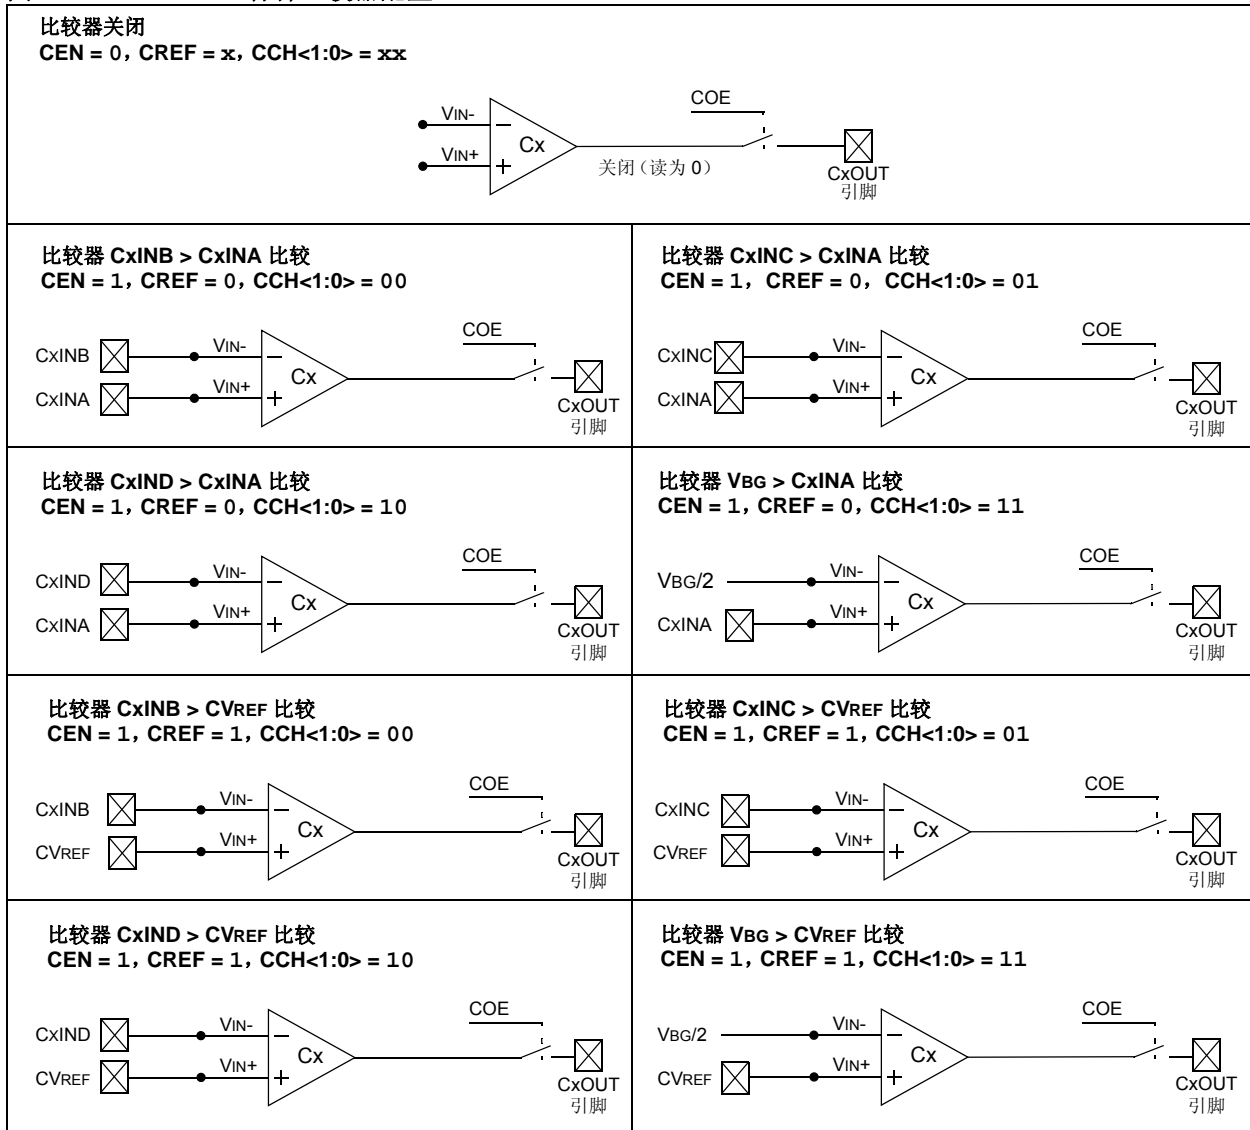 比较器关闭
CEN = 0，CREF = x，CCH<1:0> = xx
COE
VIN-
Cx
VIN+
关闭（读为 0）
CxOUT
引脚
比较器 CxINB > CxINA 比较
CEN = 1，CREF = 0，CCH<1:0> = 00
COE
CxINB
VIN-
Cx
CxINA
VIN+
CxOUT
引脚
比较器 CxINC > CxINA 比较
CEN = 1，CREF = 0，CCH<1:0> = 01
COE
CxINC
VIN-
Cx
CxINA
VIN+
CxOUT
引脚
比较器 CxIND > CxINA 比较
CEN = 1，CREF = 0，CCH<1:0> = 10
COE
CxIND
VIN-
Cx
CxINA
VIN+
CxOUT
引脚
比较器 VBG > CxINA 比较
CEN = 1，CREF = 0，CCH<1:0> = 11
COE
VBG/2
VIN-
Cx
CxINA
VIN+
CxOUT
引脚
比较器 CxINB > CVREF 比较
CEN = 1，CREF = 1，CCH<1:0> = 00
COE
CxINB
VIN-
Cx
CVREF
VIN+
CxOUT
引脚
比较器 CxINC > CVREF 比较
CEN = 1，CREF = 1，CCH<1:0> = 01
COE
CxINC
VIN-
Cx
CVREF
VIN+
CxOUT
引脚
比较器 CxIND > CVREF 比较
CEN = 1，CREF = 1，CCH<1:0> = 10
COE
CxIND
VIN-
Cx
CVREF
VIN+
CxOUT
引脚
比较器 VBG > CVREF 比较
CEN = 1，CREF = 1，CCH<1:0> = 11
COE
VBG/2
VIN-
Cx
CVREF
VIN+
CxOUT
引脚